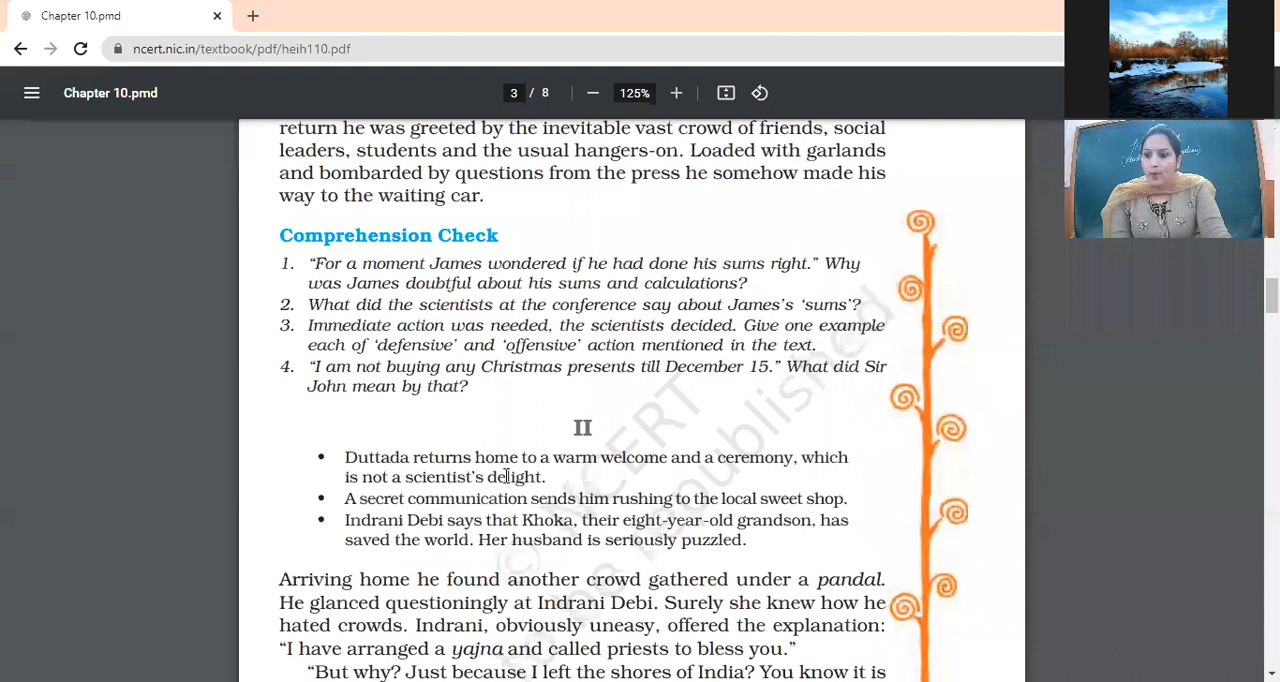 Chapter 10.pmd
ncert.nic.in/textbook/pdf/heih110.pdf
Chapter 10.pmd
3 / 8
125%
return he was greeted by the inevitable vast crowd of friends, social
leaders, students and the usual hangers-on. Loaded with garlands
and bombarded by questions from the press he somehow made his
way to the waiting car.
Comprehension Check
1. “For a moment James wondered if he had done his sums right.” Why
was James doubtful about his sums and calculations?
2. What did the scientists at the conference say about James’s ‘sums’?
3. Immediate action was needed, the scientists decided. Give one example
each of ‘defensive’ and ‘offensive’ action mentioned in the text.
4. “I am not buying any Christmas presents till December 15.” What did Sir
John mean by that?
II
• Duttada returns home to a warm welcome and a ceremony, which
is not a scientist’s delight.
• A secret communication sends him rushing to the local sweet shop.
• Indrani Debi says that Khoka, their eight-year-old grandson, has
saved the world. Her husband is seriously puzzled.
Arriving home he found another crowd gathered under a pandal.
He glanced questioningly at Indrani Debi. Surely she knew how he
hated crowds. Indrani, obviously uneasy, offered the explanation:
“I have arranged a yajna and called priests to bless you.”
“But why? Just because I left the shores of India? You know it is
© NCERT
to be republished